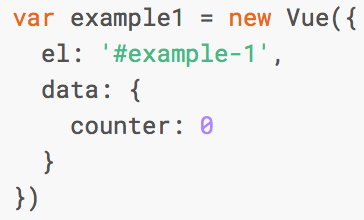 var example1 = new Vue({
  el: '#example-1',
  data: {
    counter: 0
  }
})